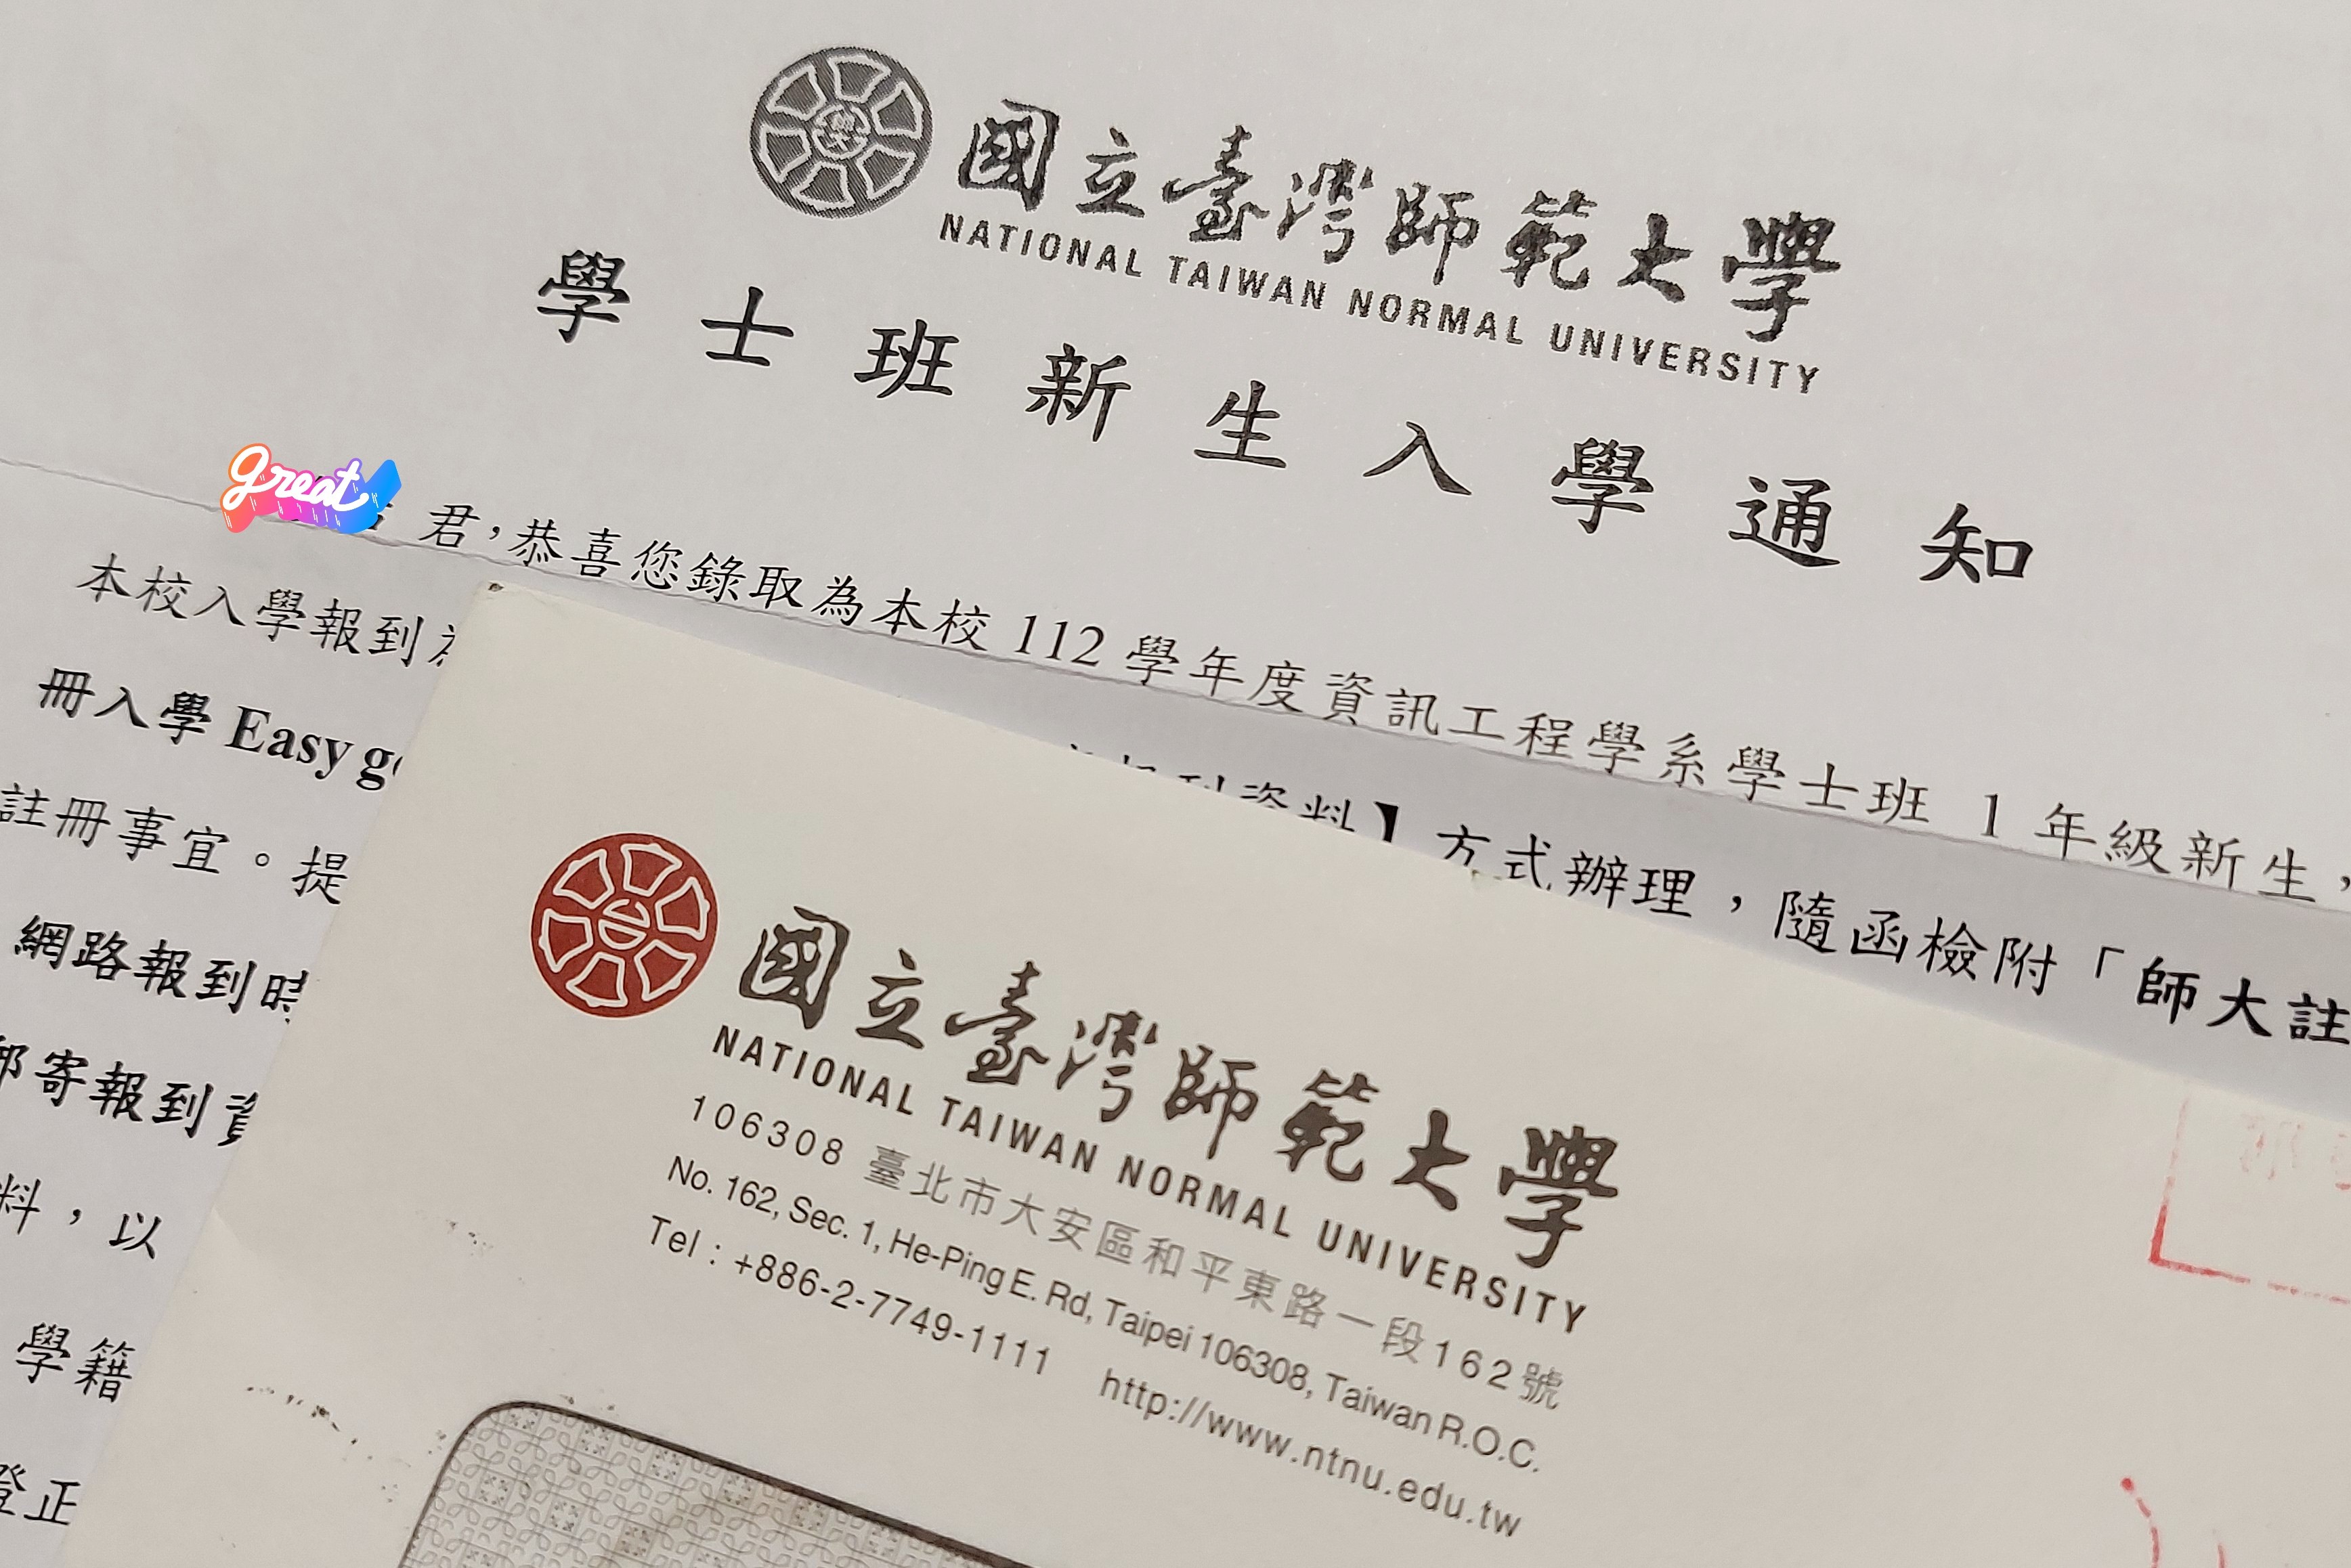 國立臺灣師範大學
NATIONAL TAIWAN NORMAL UNIVERSITY
學士班新生入學通知
great
君，恭喜您錄取為本校 112 學年度資訊工程學系學士班 1 年級新生，
本校入學報到
資料】方式辦理，隨函檢附「師大註
冊入學 Easy
註冊事宜。提
網路報到時
郵寄報到資
料，以
學籍
正
國立臺灣師範大學
NATIONAL TAIWAN NORMAL UNIVERSITY
106308 臺北市大安區和平東路一段162號
No. 162, Sec. 1, He-Ping E. Rd, Taipei 106308, Taiwan R.O.C.
Tel : +886-2-7749-1111 http://www.ntnu.edu.tw